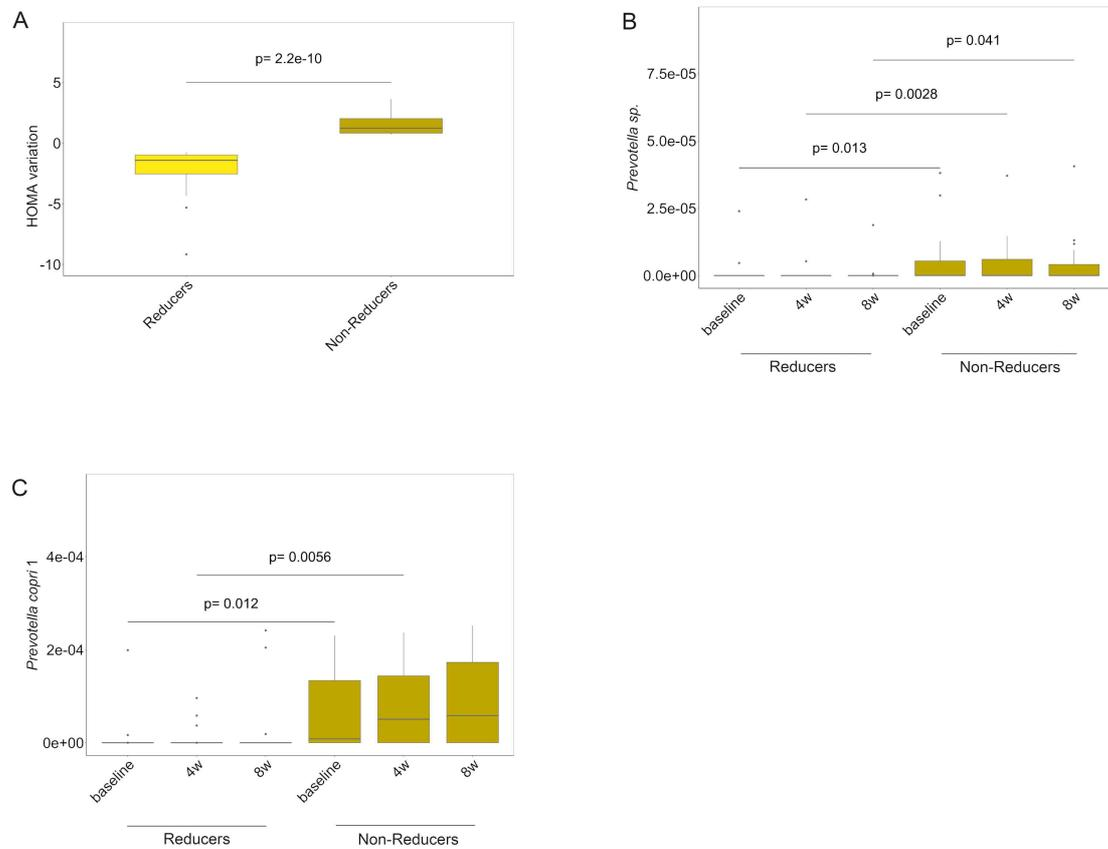 A
p= 2.2e-10
HOMA variation
5
0
-5
-10
Reducers
Non-Reducers
B
p= 0.041
p= 0.0028
p= 0.013
Prevotella sp.
7.5e-05
5.0e-05
2.5e-05
0.0e+00
baseline
4w
8w
baseline
4w
8w
Reducers
Non-Reducers
C
p= 0.0056
p= 0.012
Prevotella copri 1
4e-04
2e-04
0e+00
baseline
4w
8w
baseline
4w
8w
Reducers
Non-Reducers